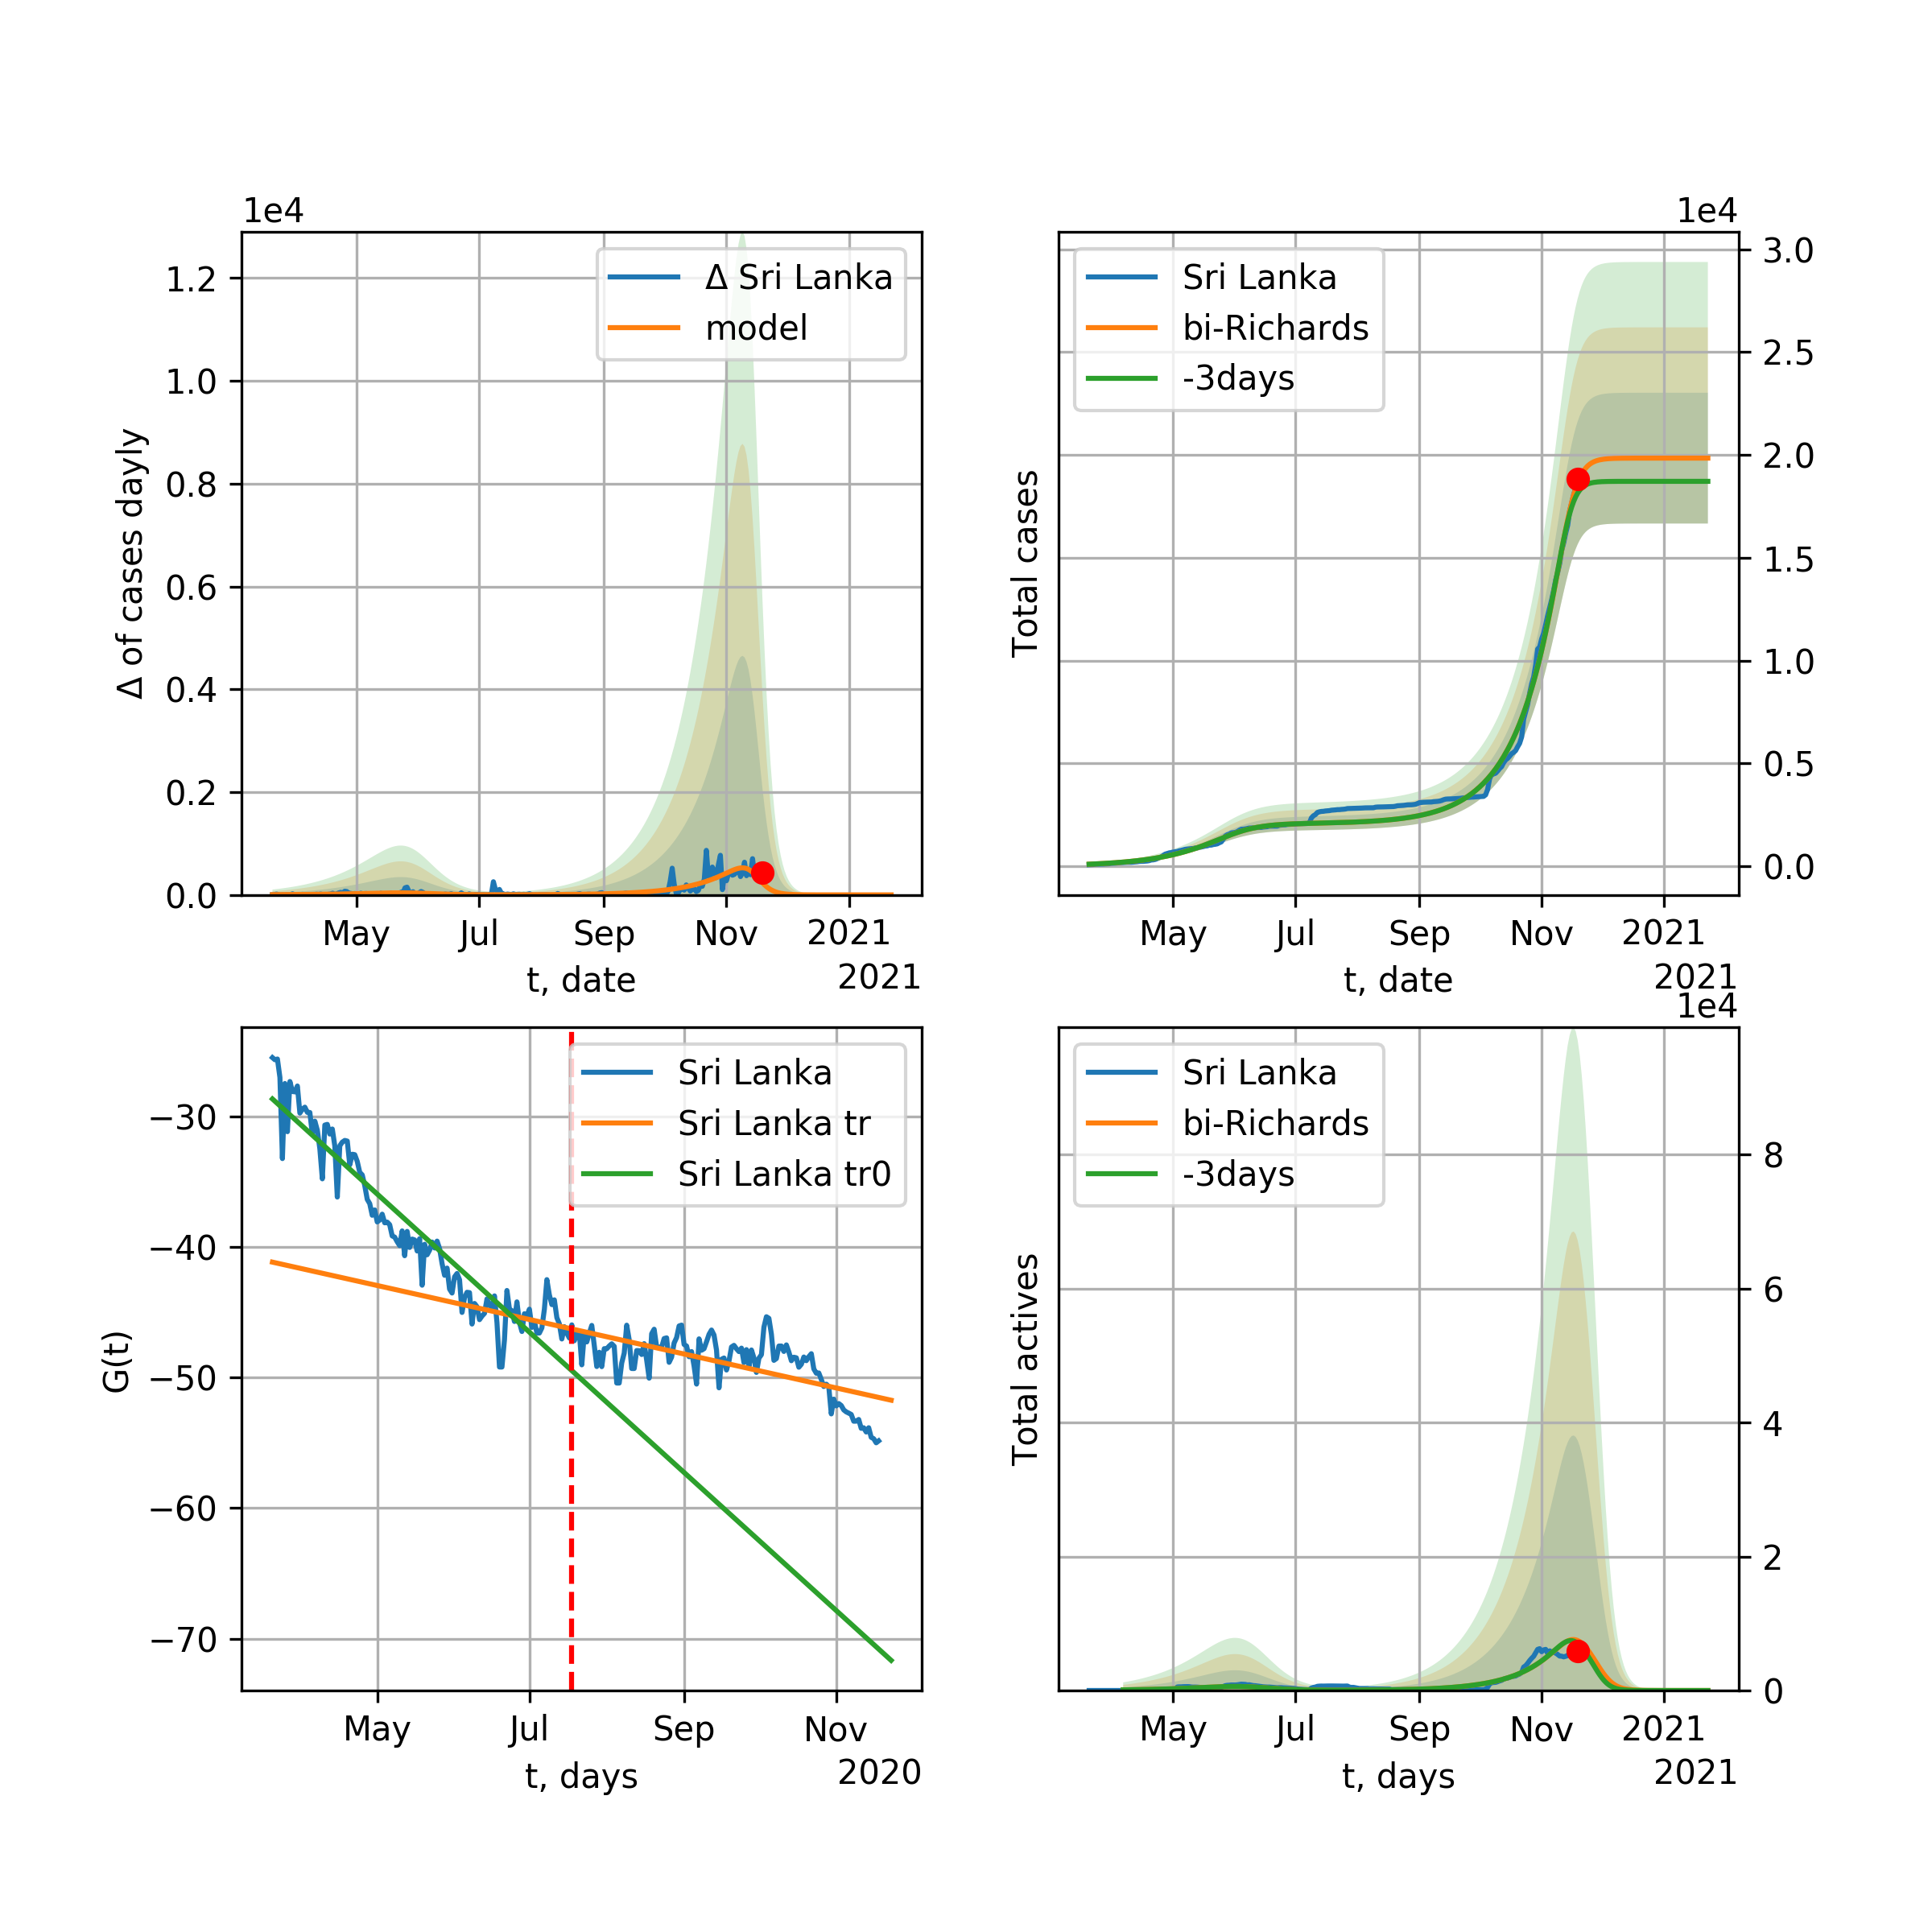 1e4
Δ of cases dayly
1.2
1.0
0.8
0.6
0.4
0.2
0.0
Δ Sri Lanka
model
May Jul Sep Nov 2021
t, date
2021
1e4
Total cases
Sri Lanka
bi-Richards
-3days
3.0
2.5
2.0
1.5
1.0
0.5
0.0
May Jul Sep Nov 2021
t, date
2021
G(t)
−30
−40
−50
−60
−70
Sri Lanka
Sri Lanka tr
Sri Lanka tr0
May Jul Sep Nov
t, days
2020
1e4
Total actives
Sri Lanka
bi-Richards
-3days
8
6
4
2
0
May Jul Sep Nov 2021
t, days
2021